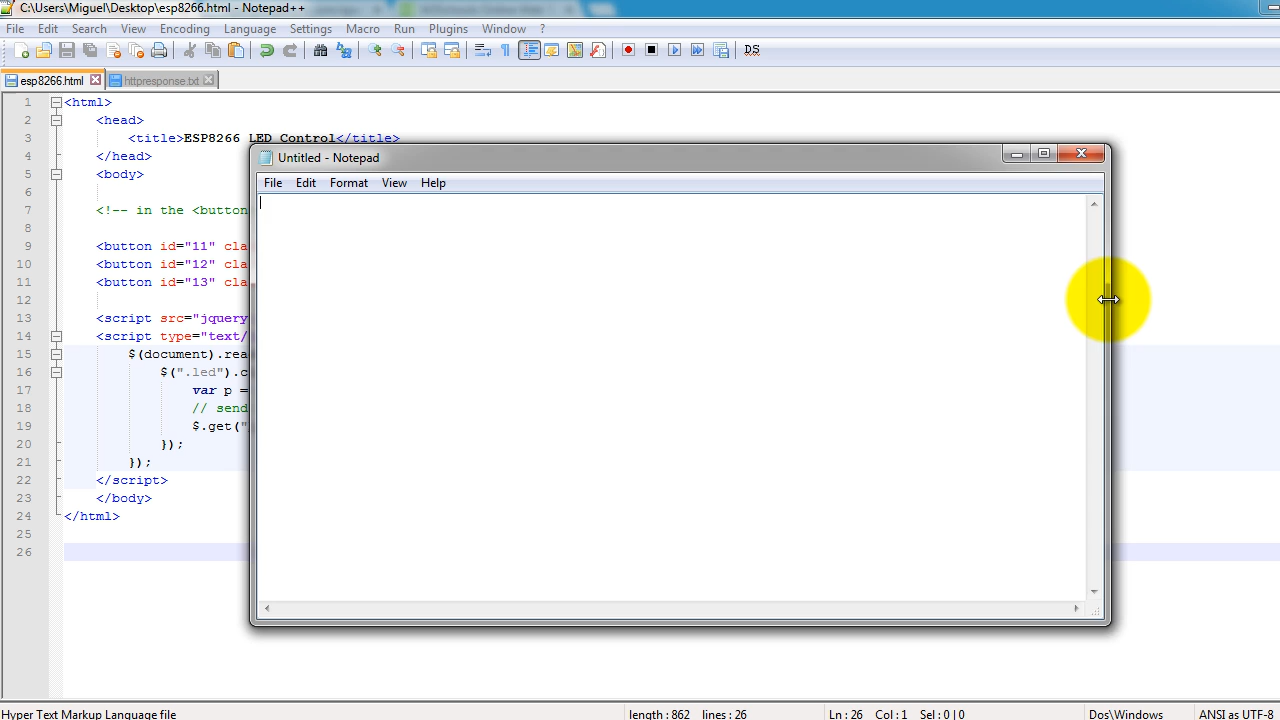 C:\Users\Miguel\Desktop\esp8266.html - Notepad++
File Edit Search View Encoding Language Settings Macro Run Plugins Window ?
DS
esp8266.html httpresponse.txt
1 <html>
2 <head>
3 <title>ESP8266 LED Control</title>
4 </head>
5 <body>
6
7 <!-- in the <button
8
9 <button id="11" cla
10 <button id="12" cla
11 <button id="13" cla
12
13 <script src="jquery
14 <script type="text/
15 $(document).rea
16 $(".led").c
17 var p =
18 // send
19 $.get("
20 });
21 });
22 </script>
23 </body>
24 </html>
25
26
Untitled - Notepad
File Edit Format View Help
Hyper Text Markup Language file length : 862 lines : 26 Ln : 26 Col : 1 Sel : 0 | 0 Dos\Windows ANSI as UTF-8